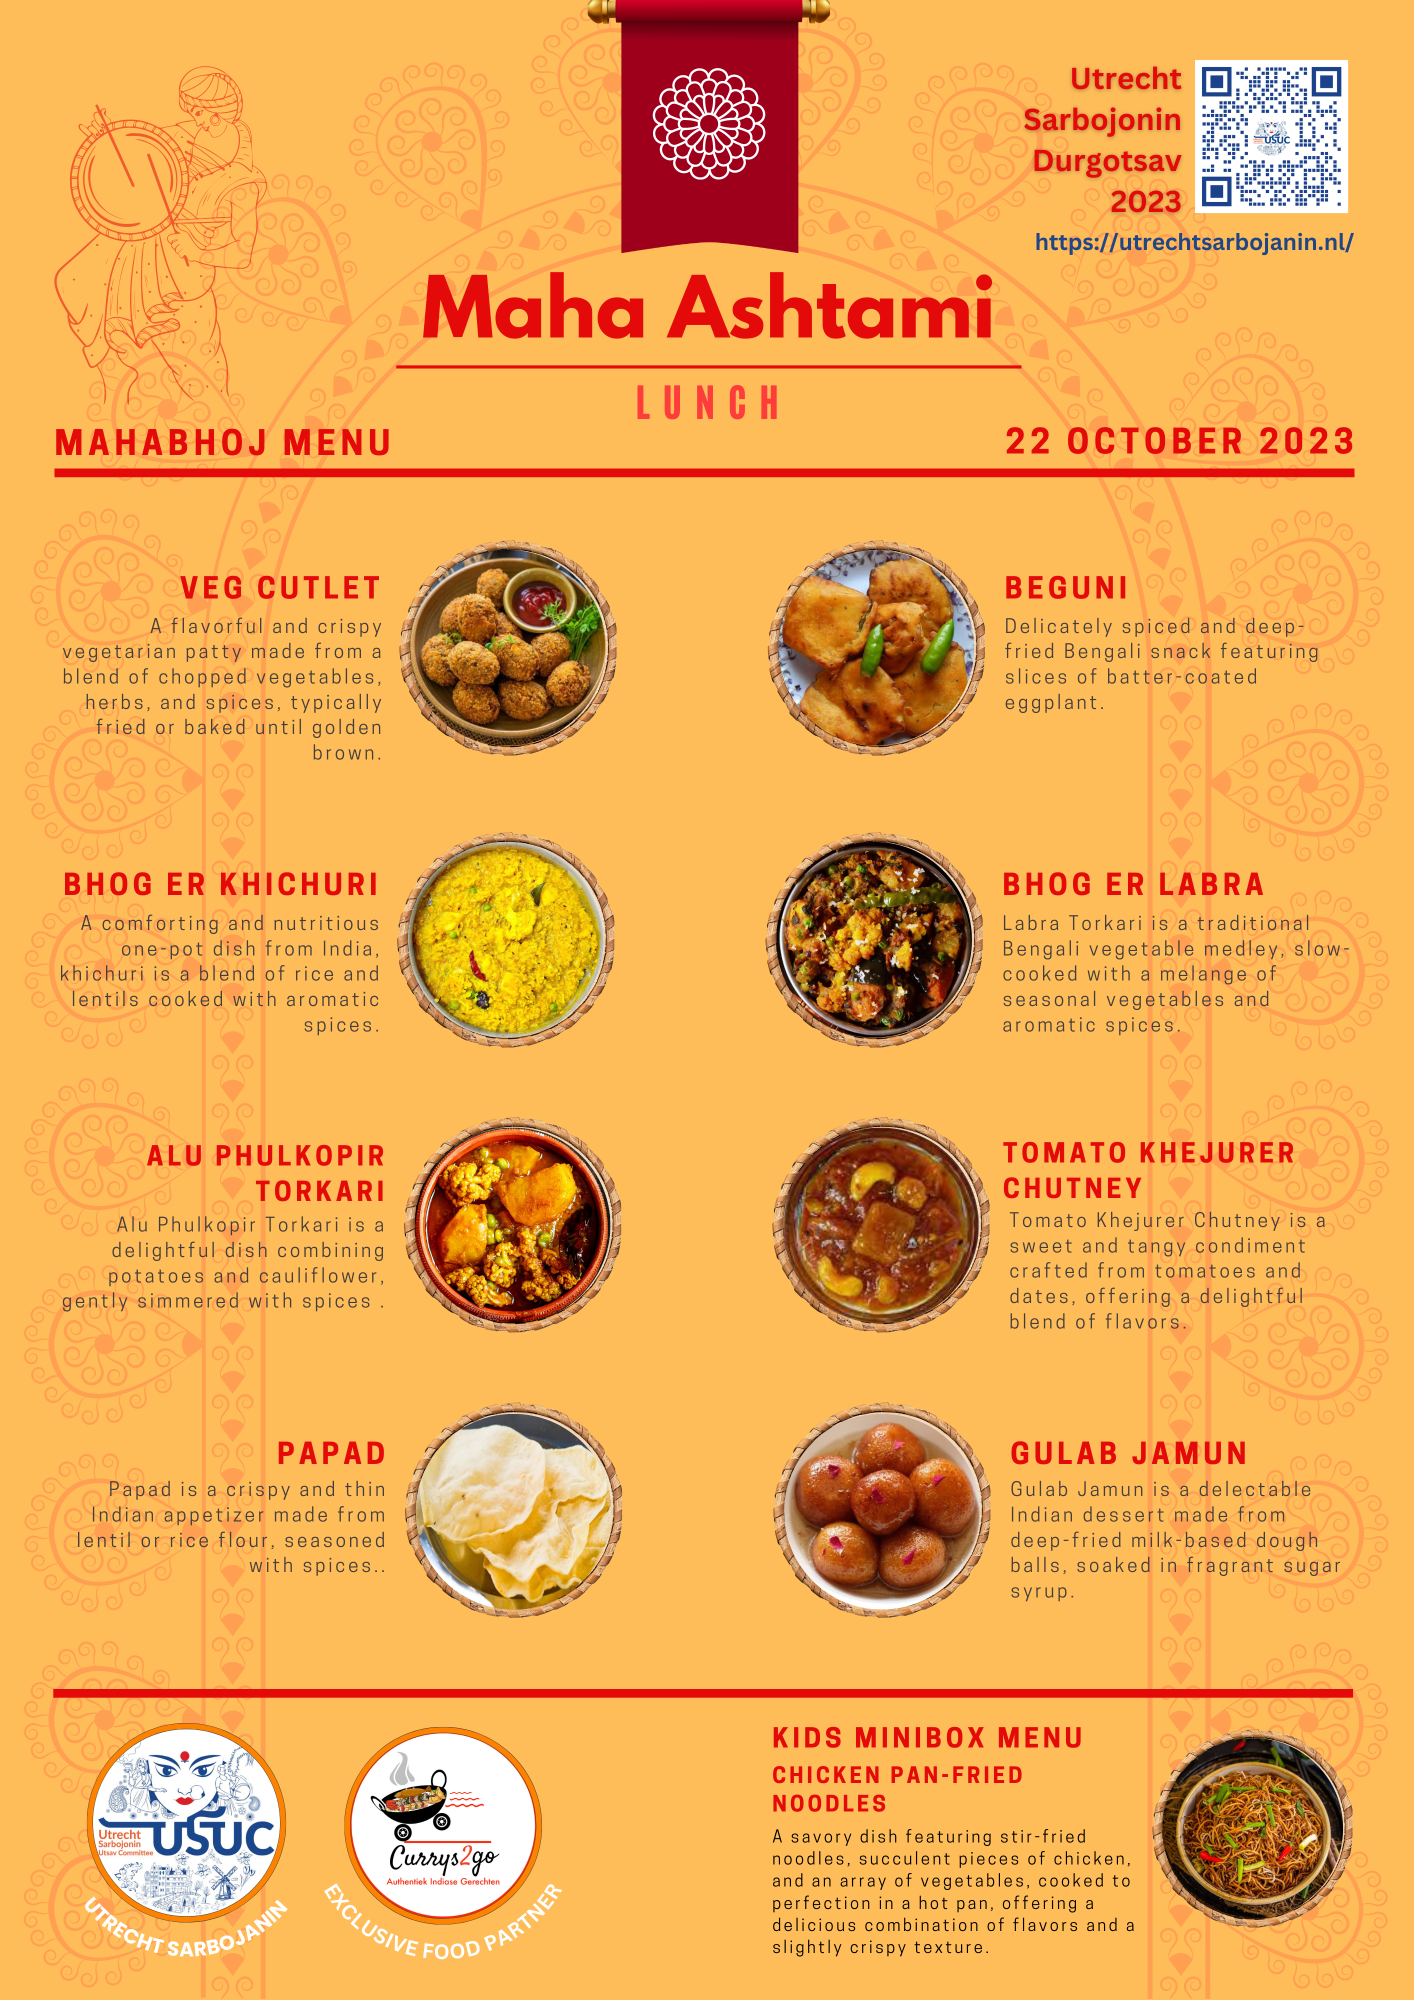 Utrecht
Sarbojonin
Durgotsav
2023
USUC
https://utrechtsarbojanin.nl/
Maha Ashtami
LUNCH
MAHABHOJ MENU
22 OCTOBER 2023
VEG CUTLET
A flavorful and crispy
vegetarian patty made from a
blend of chopped vegetables,
herbs, and spices, typically
fried or baked until golden
brown.
BEGUNI
Delicately spiced and deep-
fried Bengali snack featuring
slices of batter-coated
eggplant.
BHOG ER KHICHURI
A comforting and nutritious
one-pot dish from India,
khichuri is a blend of rice and
lentils cooked with aromatic
spices.
BHOG ER LABRA
Labra Torkari is a traditional
Bengali vegetable medley, slow-
cooked with a melange of
seasonal vegetables and
aromatic spices.
ALU PHULKOPIR
TORKARI
Alu Phulkopir Torkari is a
delightful dish combining
potatoes and cauliflower,
gently simmered with spices .
TOMATO KHEJURER
CHUTNEY
Tomato Khejurer Chutney is a
sweet and tangy condiment
crafted from tomatoes and
dates, offering a delightful
blend of flavors.
PAPAD
Papad is a crispy and thin
Indian appetizer made from
lentil or rice flour, seasoned
with spices..
GULAB JAMUN
Gulab Jamun is a delectable
Indian dessert made from
deep-fried milk-based dough
balls, soaked in fragrant sugar
syrup.
USUC
Utrecht
Sarbojonin
Utsav Committee
UTRECHT SARBOJANIN
Currys2go
Authentiek Indiase Gerechten
EXCLUSIVE FOOD PARTNER
KIDS MINIBOX MENU
CHICKEN PAN-FRIED
NOODLES
A savory dish featuring stir-fried
noodles, succulent pieces of chicken,
and an array of vegetables, cooked to
perfection in a hot pan, offering a
delicious combination of flavors and a
slightly crispy texture.